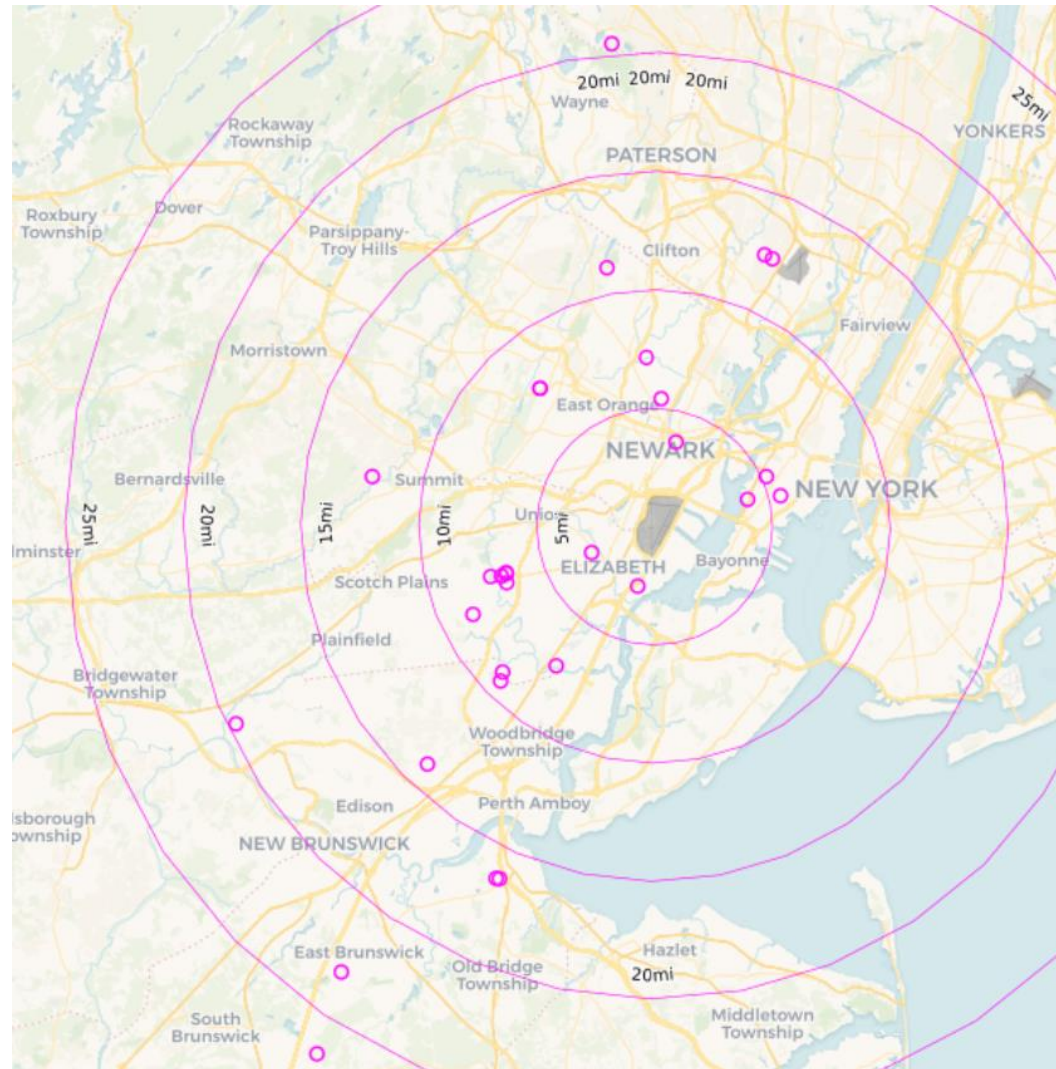 20mi 20mi 20mi
Wayne
25mi
Rockaway
Township
YONKERS
PATERSON
Dover
Roxbury
Township
Parsippany-
Troy Hills
Clifton
Fairview
Morristown
East Orange
NEWARK
Bernardsville
Summit
NEW YORK
25mi
20mi
15mi
10mi
5mi
Union
dminster
ELIZABETH
Bayonne
Scotch Plains
Plainfield
Bridgewater
Township
Woodbridge
Township
Edison
Perth Amboy
lsborough
ownship
NEW BRUNSWICK
East Brunswick
Hazlet
Old Bridge
Township
20mi
South
Brunswick
Middletown
Township